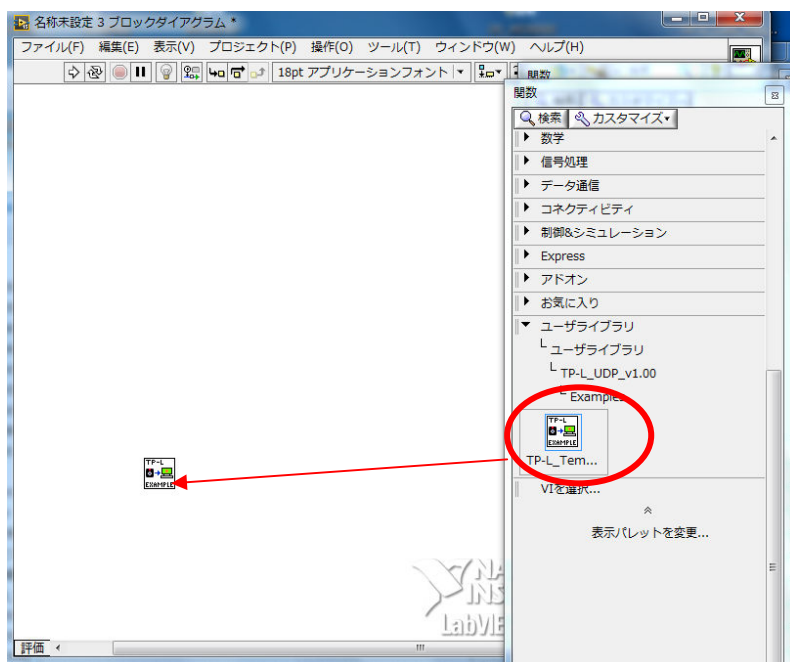 名称未設定 3 ブロックダイアグラム *
ファイル(F) 編集(E) 表示(V) プロジェクト(P) 操作(O) ツール(T) ウィンドウ(W) ヘルプ(H)
18pt アプリケーションフォント
関数
関数
検索 カスタマイズ
数学
信号処理
データ通信
コネクティビティ
制御&シミュレーション
Express
アドオン
お気に入り
ユーザライブラリ
ユーザライブラリ
TP-L_UDP_v1.00
Examples
TP-L
EXAMPLE
TP-L_Tem...
VIを選択...
表示パレットを変更...
TP-L
EXAMPLE
LabVIE
評価